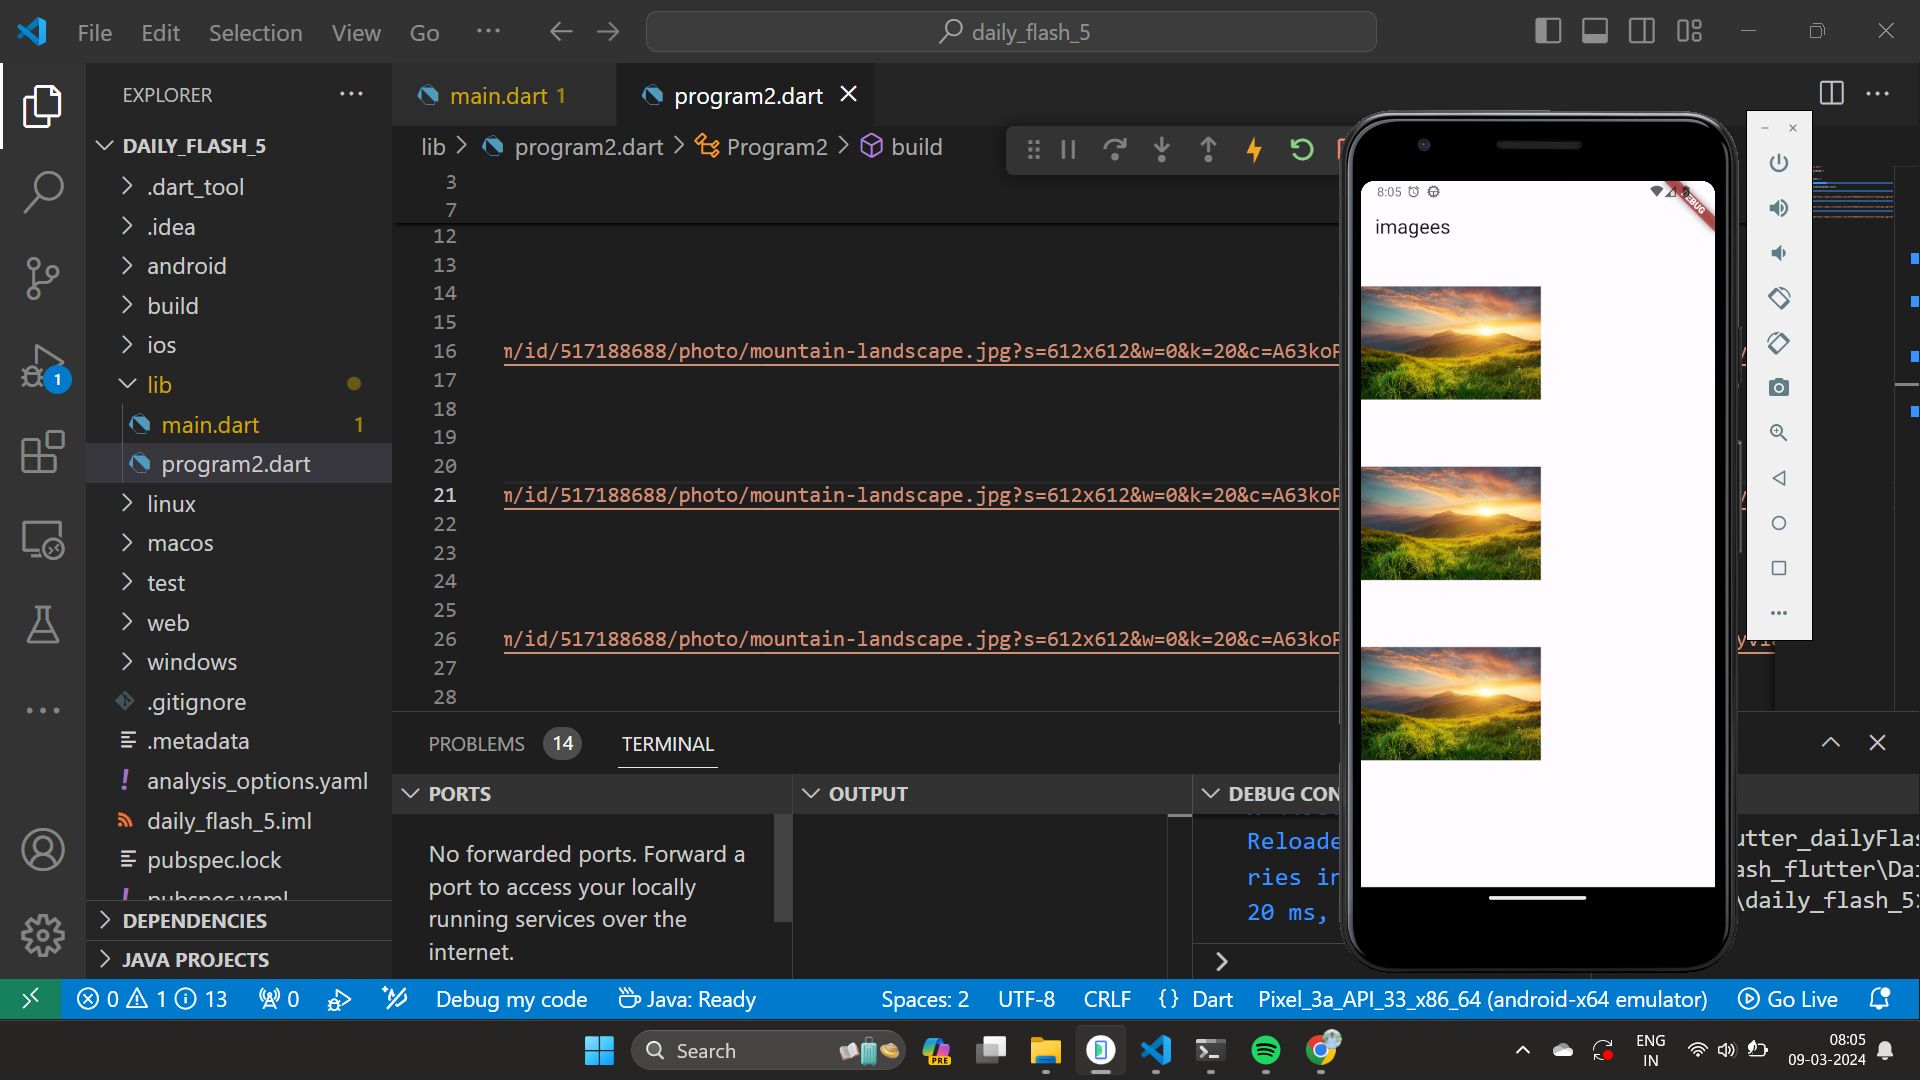 File Edit Selection View Go ...
daily_flash_5
EXPLORER
DAILY_FLASH_5
.dart_tool
.idea
android
build
ios
lib
main.dart 1
program2.dart
linux
macos
test
web
windows
.gitignore
.metadata
analysis_options.yaml
daily_flash_5.iml
pubspec.lock
pubspec.yaml
DEPENDENCIES
JAVA PROJECTS
1
main.dart 1
program2.dart
lib > program2.dart > Program2 > build
3
7
12
13
14
15
16 m/id/517188688/photo/mountain-landscape.jpg?s=612x612&w=0&k=20&c=A63koP
17
18
19
20
21 m/id/517188688/photo/mountain-landscape.jpg?s=612x612&w=0&k=20&c=A63koP
22
23
24
25
26 m/id/517188688/photo/mountain-landscape.jpg?s=612x612&w=0&k=20&c=A63koP
27
28
8:05
DEBUG
imagees
PROBLEMS 14 TERMINAL
PORTS
No forwarded ports. Forward a
port to access your locally
running services over the
internet.
OUTPUT
DEBUG CON
Reloade
ries in
20 ms,
utter_dailyFlas
ash_flutter\Dai
\daily_flash_5
0 1 13 0 Debug my code Java: Ready Spaces: 2 UTF-8 CRLF {} Dart Pixel_3a_API_33_x86_64 (android-x64 emulator) Go Live
Search
PRE
ENG
IN
08:05
09-03-2024